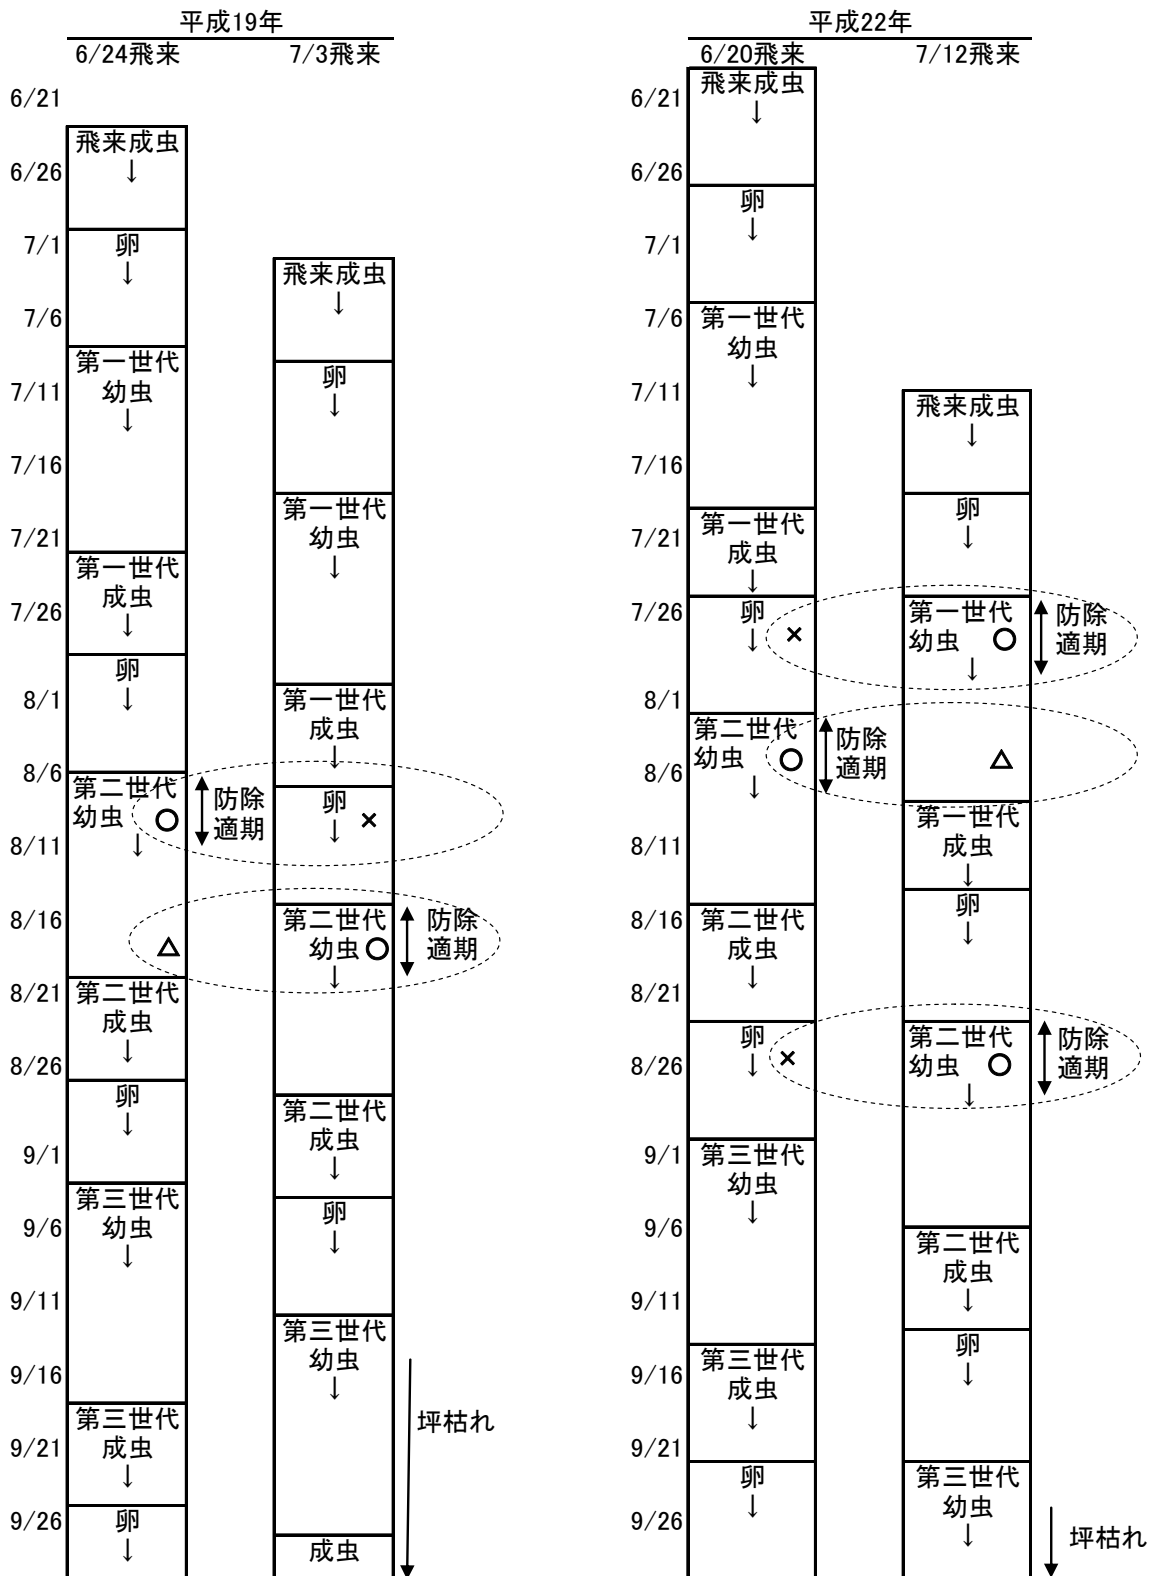 平成19年
6/24飛来
7/3飛来
6/21
6/26
7/1
7/6
7/11
7/16
7/21
7/26
8/1
8/6
8/11
8/16
8/21
8/26
9/1
9/6
9/11
9/16
9/21
9/26
飛来成虫
↓
卵
↓
第一世代
幼虫
↓
第一世代
成虫
↓
卵
↓
第二世代
幼虫 ○
↓
防除
適期
△
第二世代
成虫
↓
卵
↓
第三世代
幼虫
↓
第三世代
成虫
↓
卵
↓
飛来成虫
↓
卵
↓
第一世代
幼虫
↓
第一世代
成虫
↓
卵
↓ ×
第二世代
幼虫 ○
↓
防除
適期
第二世代
成虫
↓
卵
↓
第三世代
幼虫
↓
坪枯れ
成虫
平成22年
6/20飛来
7/12飛来
6/21
6/26
7/1
7/6
7/11
7/16
7/21
7/26
8/1
8/6
8/11
8/16
8/21
8/26
9/1
9/6
9/11
9/16
9/21
9/26
飛来成虫
↓
卵
↓
第一世代
幼虫
↓
第一世代
成虫
↓
卵
↓ ×
第二世代
幼虫 ○
↓
防除
適期
第二世代
成虫
↓
卵
↓ ×
第三世代
幼虫
↓
第三世代
成虫
↓
卵
↓
飛来成虫
↓
卵
↓
第一世代
幼虫 ○
↓
防除
適期
△
第一世代
成虫
↓
卵
↓
第二世代
幼虫 ○
↓
防除
適期
第二世代
成虫
↓
卵
↓
第三世代
幼虫
↓
坪枯れ